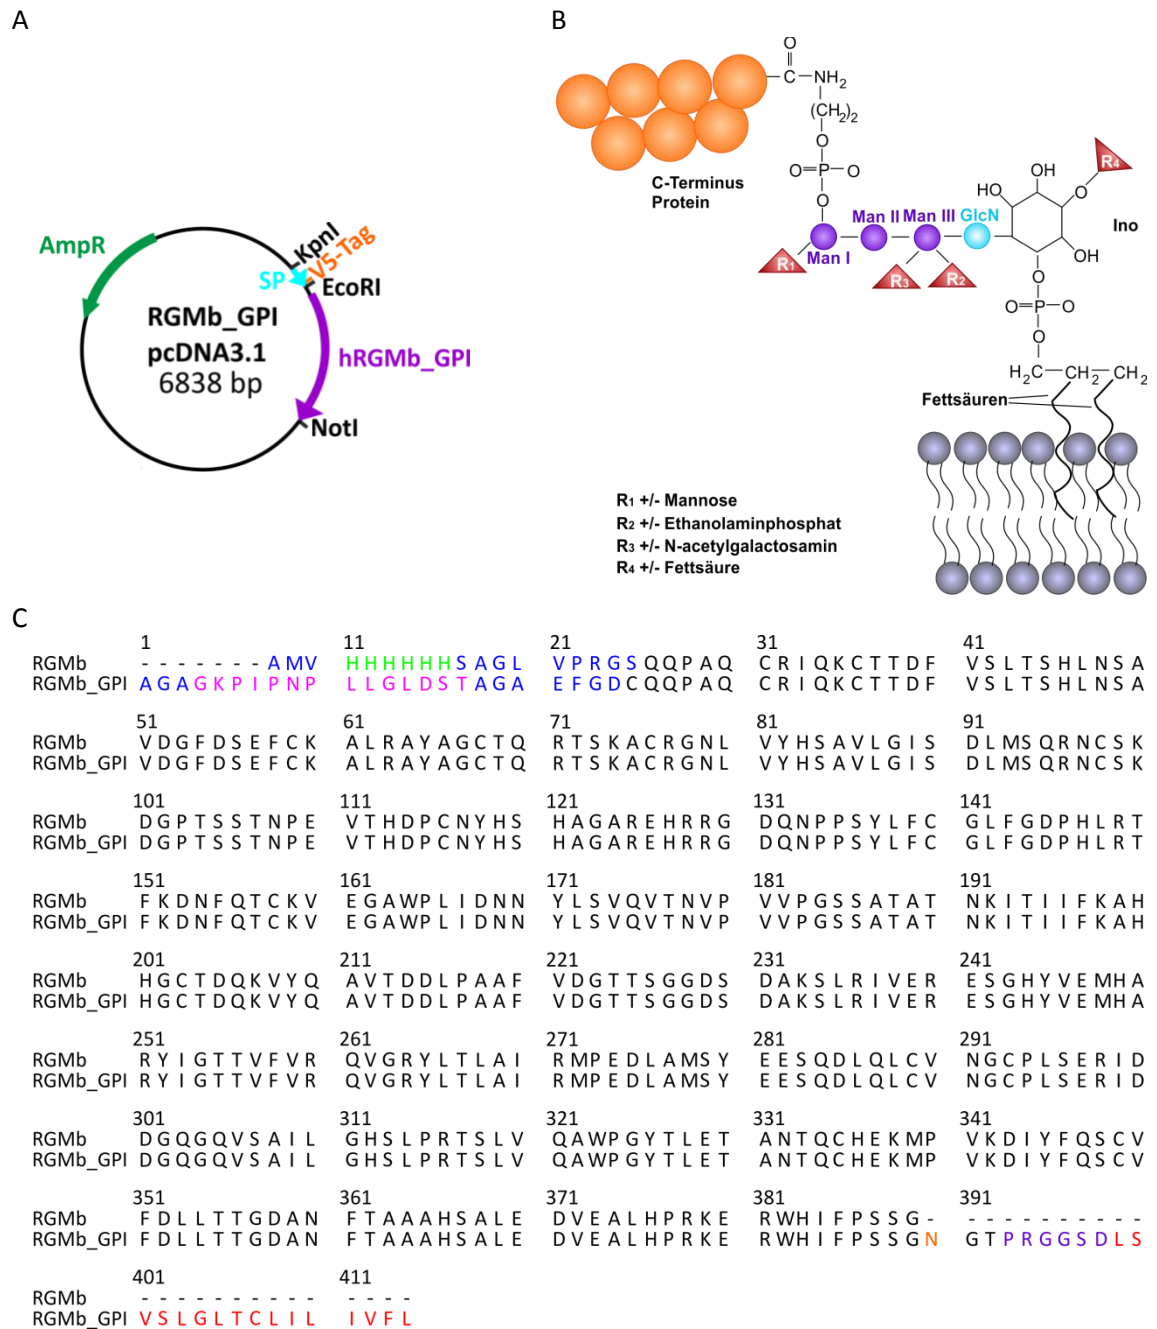 A
B
AmpR
KpnI
V5-Tag
SP
EcoRI
RGMb_GPI
pcDNA3.1
6838 bp
hRGMb_GPI
NotI
O
C
NH2
(CH2)2
O
O=P-O
O
C-Terminus
Protein
Man I
Man II
Man III
GlcN
HO
OH
HO
O
OH
R4
Ino
R1
R3
R2
O
O=P-O
O
H2C-CH2-CH2
Fettsäuren
R1 +/- Mannose
R2 +/- Ethanolaminphosphat
R3 +/- N-acetylgalactosamin
R4 +/- Fettsäure
C
1 11 21 31 41
RGMb - - - - - - - A M V H H H H H H S A G L V P R G S Q Q P A Q C R I Q K C T T D F V S L T S H L N S A
RGMb_GPI A G A G K P I P N P L L G L D S T A G A E F G D C Q Q P A Q C R I Q K C T T D F V S L T S H L N S A
51 61 71 81 91
RGMb V D G F D S E F C K A L R A Y A G C T Q R T S K A C R G N L V Y H S A V L G I S D L M S Q R N C S K
RGMb_GPI V D G F D S E F C K A L R A Y A G C T Q R T S K A C R G N L V Y H S A V L G I S D L M S Q R N C S K
101 111 121 131 141
RGMb D G P T S S T N P E V T H D P C N Y H S H A G A R E H R R G D Q N P P S Y L F C G L F G D P H L R T
RGMb_GPI D G P T S S T N P E V T H D P C N Y H S H A G A R E H R R G D Q N P P S Y L F C G L F G D P H L R T
151 161 171 181 191
RGMb F K D N F Q T C K V E G A W P L I D N N Y L S V Q V T N V P V V P G S S A T A T N K I T I I F K A H
RGMb_GPI F K D N F Q T C K V E G A W P L I D N N Y L S V Q V T N V P V V P G S S A T A T N K I T I I F K A H
201 211 221 231 241
RGMb H G C T D Q K V Y Q A V T D D L P A A F V D G T T S G G D S D A K S L R I V E R E S G H Y V E M H A
RGMb_GPI H G C T D Q K V Y Q A V T D D L P A A F V D G T T S G G D S D A K S L R I V E R E S G H Y V E M H A
251 261 271 281 291
RGMb R Y I G T T V F V R Q V G R Y L T L A I R M P E D L A M S Y E E S Q D L Q L C V N G C P L S E R I D
RGMb_GPI R Y I G T T V F V R Q V G R Y L T L A I R M P E D L A M S Y E E S Q D L Q L C V N G C P L S E R I D
301 311 321 331 341
RGMb D G Q G Q V S A I L G H S L P R T S L V Q A W P G Y T L E T A N T Q C H E K M P V K D I Y F Q S C V
RGMb_GPI D G Q G Q V S A I L G H S L P R T S L V Q A W P G Y T L E T A N T Q C H E K M P V K D I Y F Q S C V
351 361 371 381 391
RGMb F D L L T T G D A N F T A A A H S A L E D V E A L H P R K E R W H I F P S S G - - - - - - - - - - -
RGMb_GPI F D L L T T G D A N F T A A A H S A L E D V E A L H P R K E R W H I F P S S G N G T P R G G S D L S
401 411
RGMb - - - - - - - - - - - - - -
RGMb_GPI V S L G L T C L I L I V F L